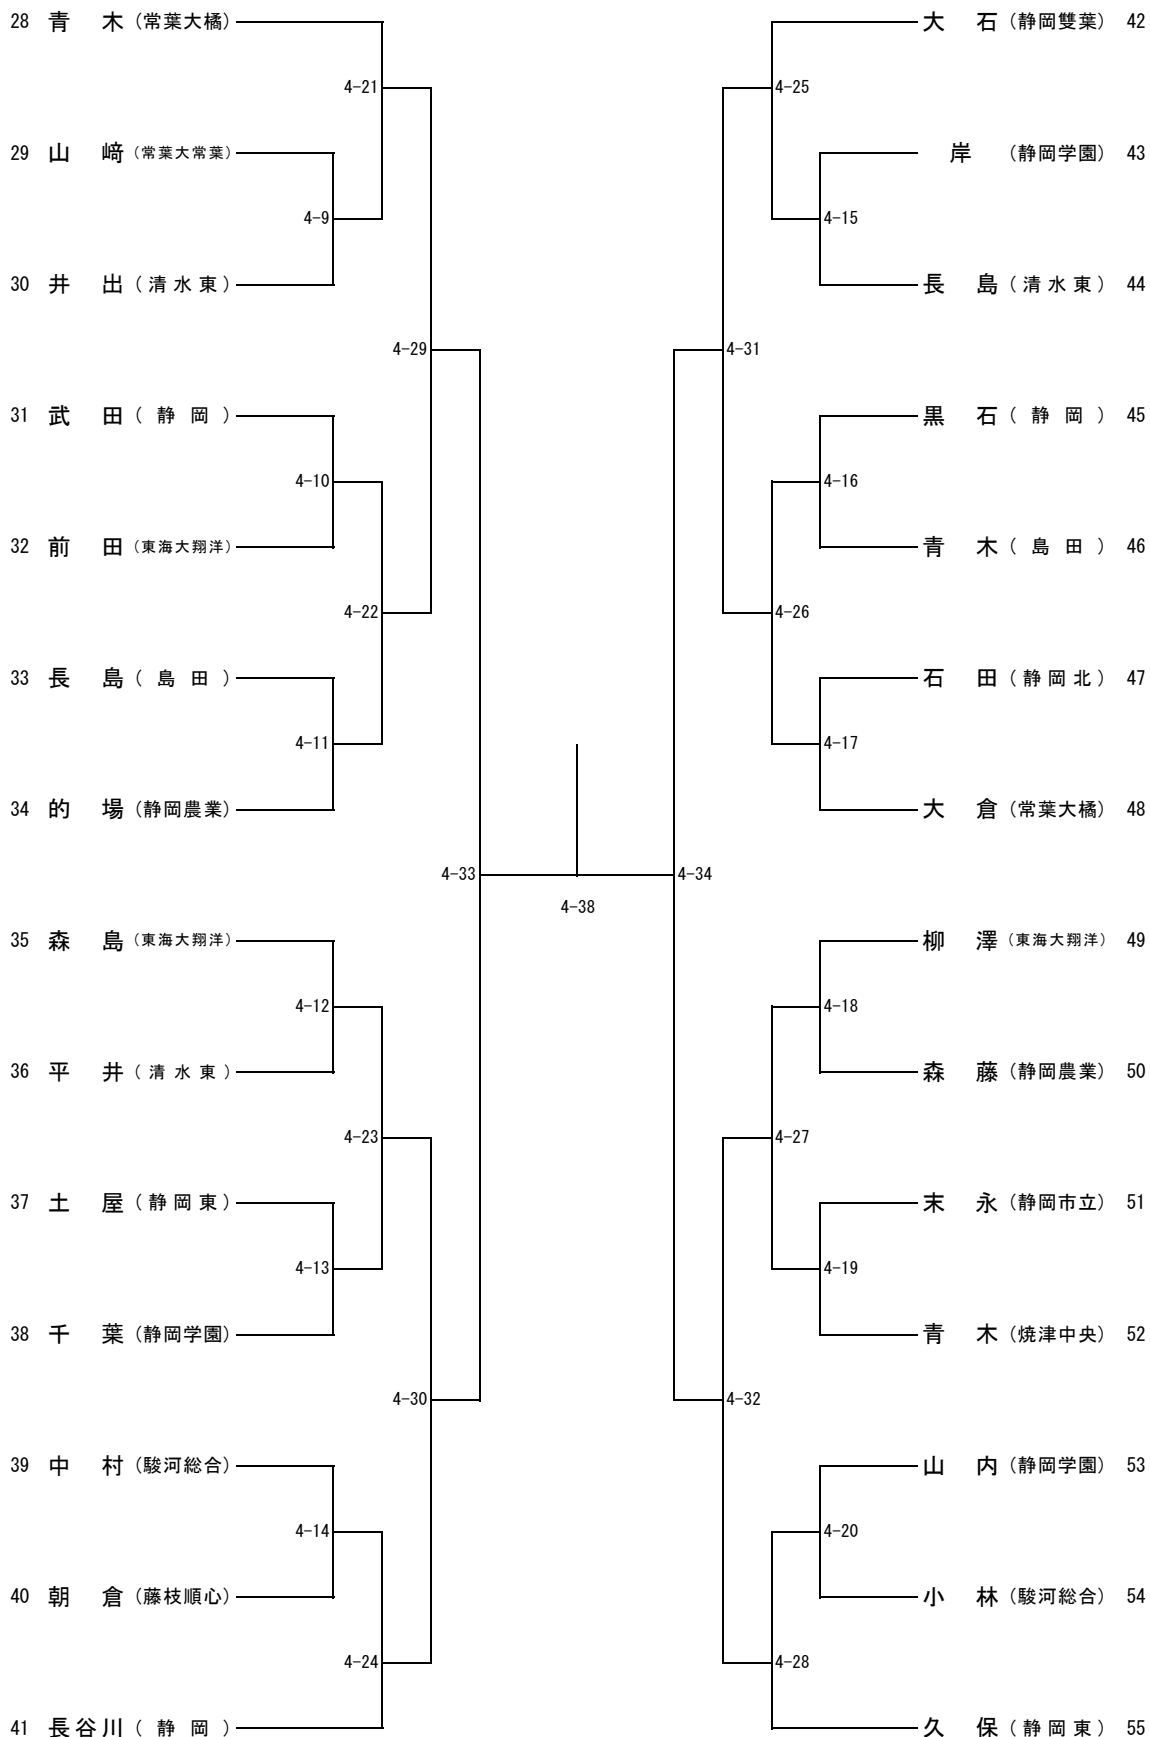 28 青 木 (常葉大橘)
4-21
29 山 﨑 (常葉大常葉)
4-9
30 井 出 (清水東)
4-29
31 武 田 (静 岡)
4-10
32 前 田 (東海大翔洋)
4-22
33 長 島 (島 田)
4-11
34 的 場 (静岡農業)
4-33
35 森 島 (東海大翔洋)
4-12
36 平 井 (清水東)
4-23
37 土 屋 (静岡東)
4-13
38 千 葉 (静岡学園)
4-30
39 中 村 (駿河総合)
4-14
40 朝 倉 (藤枝順心)
4-24
41 長谷川 (静 岡)
4-38
大 石 (静岡雙葉) 42
4-25
岸 (静岡学園) 43
4-15
長 島 (清水東) 44
4-31
黒 石 (静 岡) 45
4-16
青 木 (島 田) 46
4-26
石 田 (静岡北) 47
4-17
大 倉 (常葉大橘) 48
4-34
柳 澤 (東海大翔洋) 49
4-18
森 藤 (静岡農業) 50
4-27
末 永 (静岡市立) 51
4-19
青 木 (焼津中央) 52
4-32
山 内 (静岡学園) 53
4-20
小 林 (駿河総合) 54
4-28
久 保 (静岡東) 55